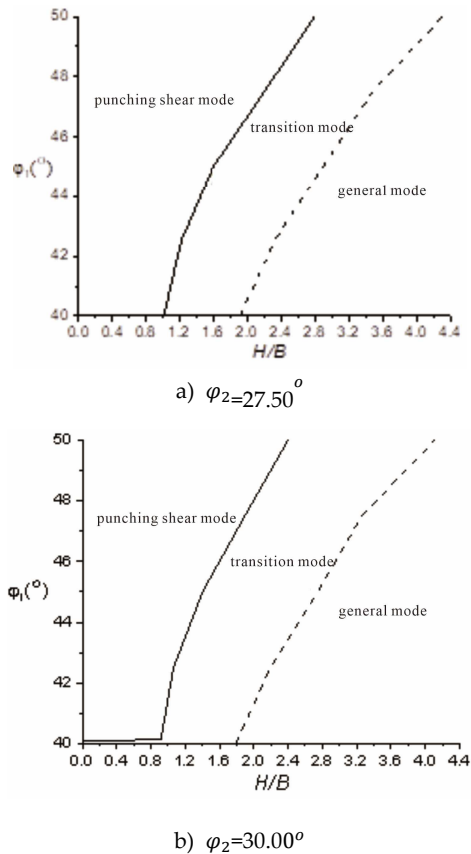 50
48
46
44
42
40
φ₁(°)
punching shear mode
transition mode
general mode
0.0 0.4 0.8 1.2 1.6 2.0 2.4 2.8 3.2 3.6 4.0 4.4
H/B
a) φ₂=27.50°
50
48
46
44
42
40
φ₁(°)
punching shear mode
transition mode
general mode
0.0 0.4 0.8 1.2 1.6 2.0 2.4 2.8 3.2 3.6 4.0 4.4
H/B
b) φ₂=30.00°